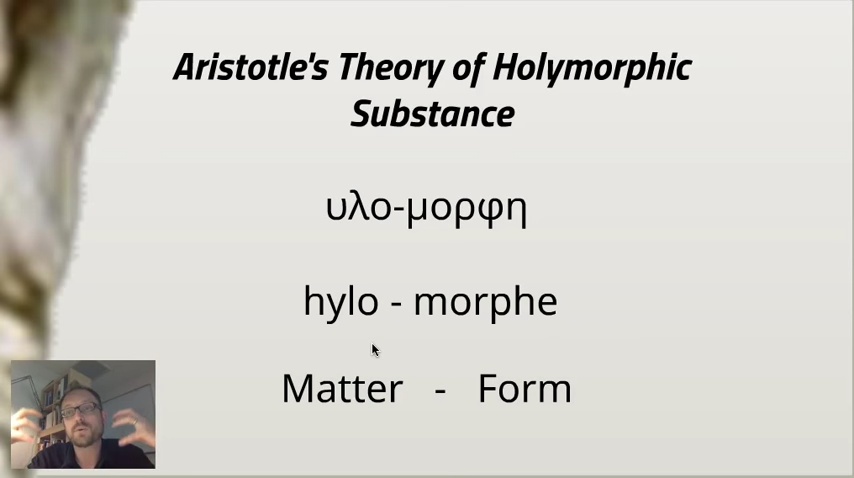 Aristotle's Theory of Holymorphic
Substance
υλο-μορφη
hylo - morphe
Matter - Form